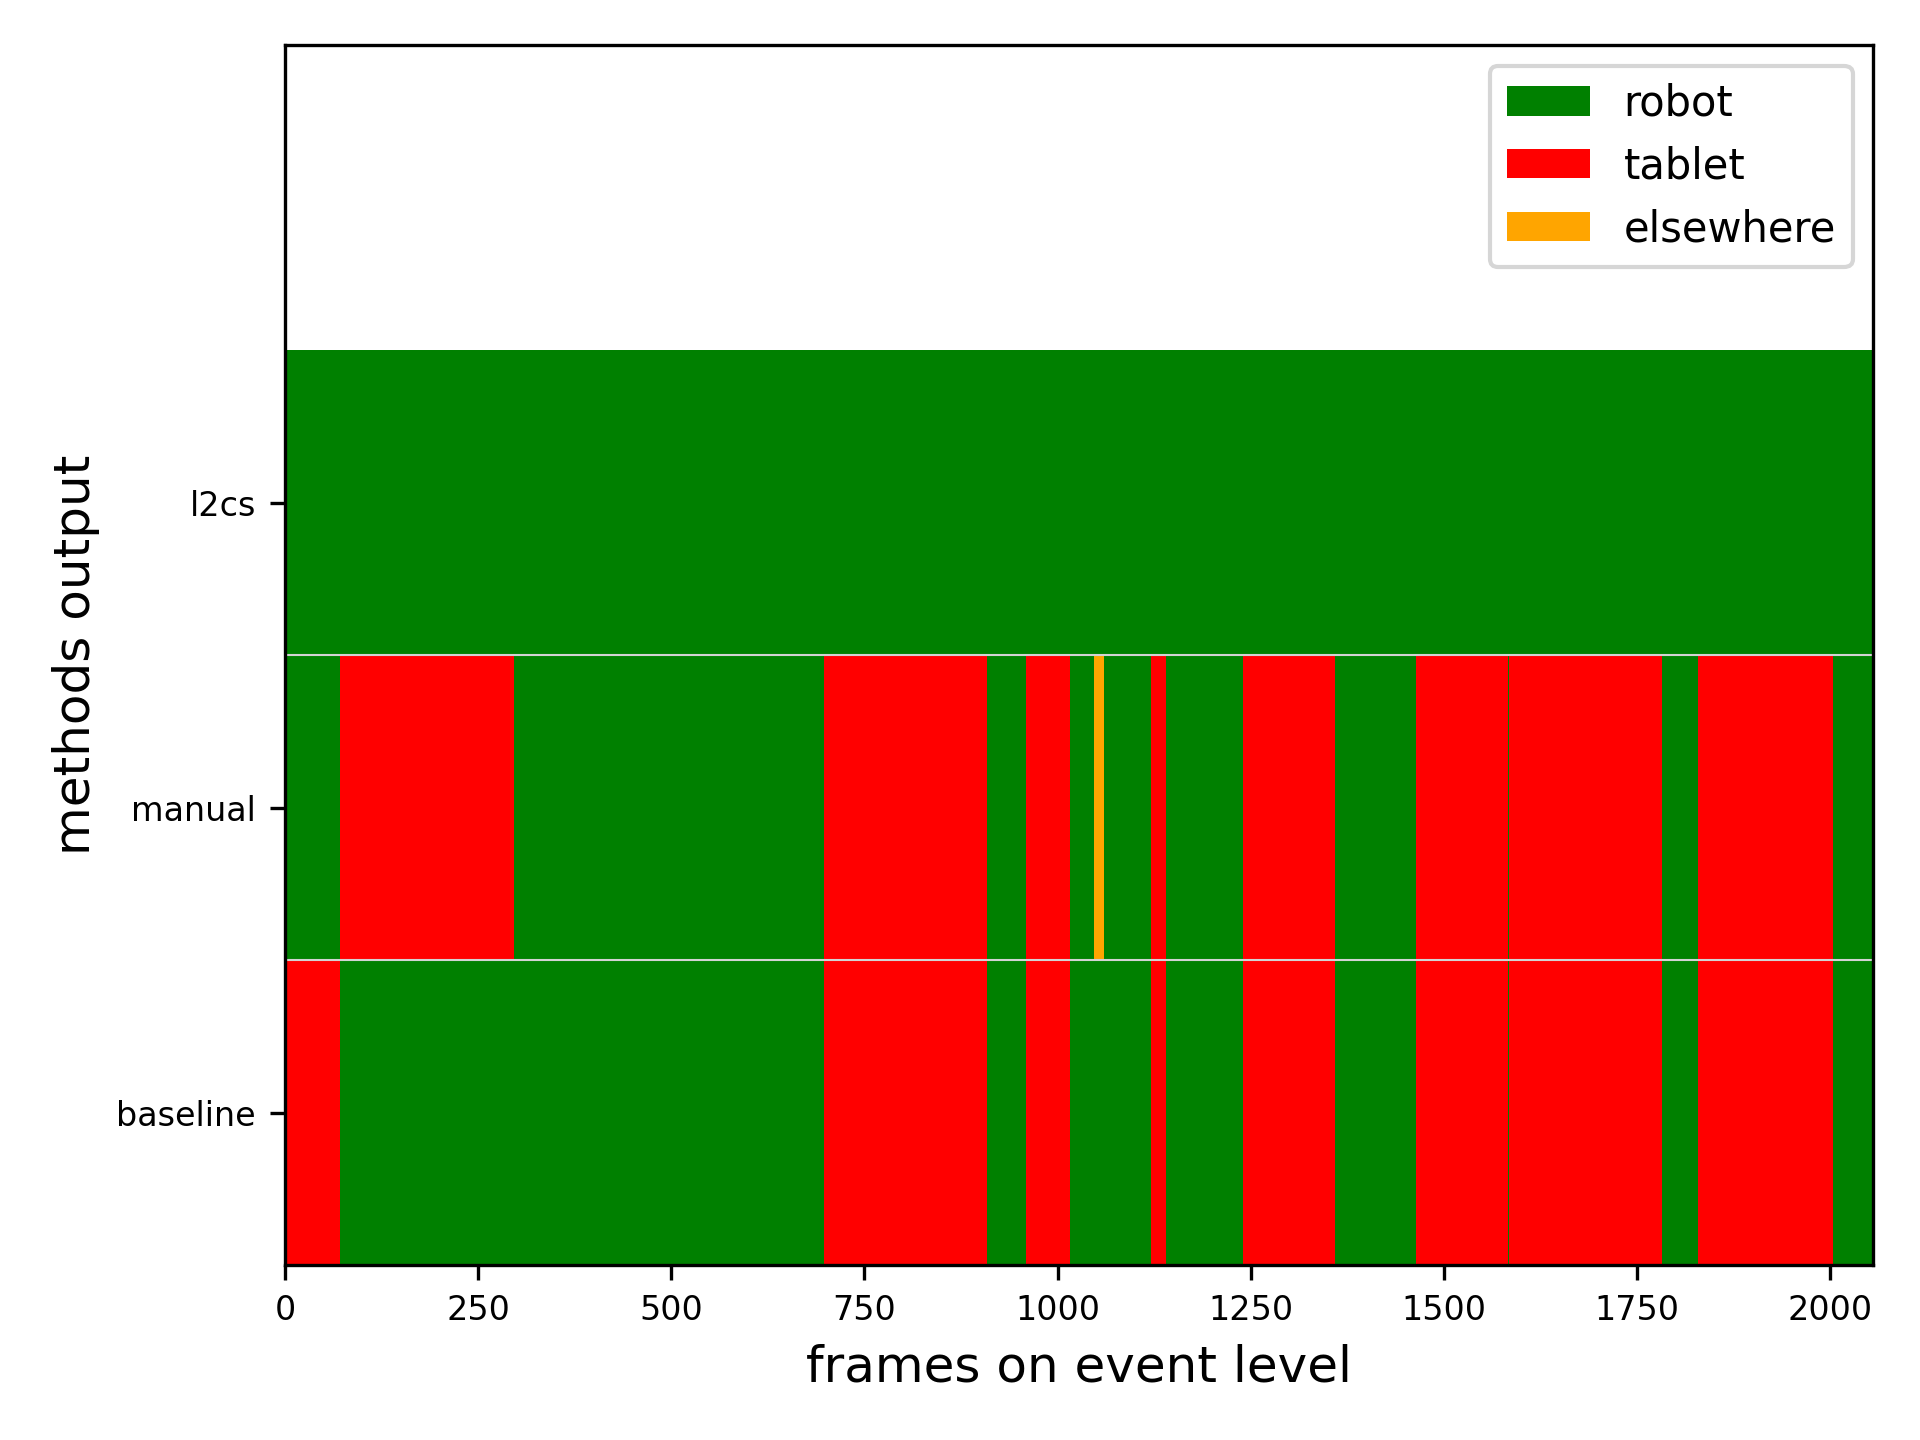 robot
tablet
elsewhere
methods output
l2cs
manual
baseline
0 250 500 750 1000 1250 1500 1750 2000
frames on event level